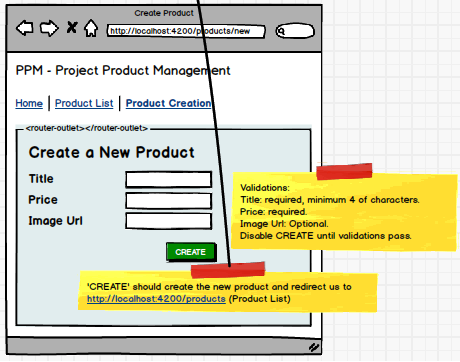 Create Product
http://localhost:4200/products/new
PPM - Project Product Management
Home | Product List | Product Creation
<router-outlet></router-outlet>
Create a New Product
Title
Price
Image Url
CREATE
Validations:
Title: required, minimum 4 of characters.
Price: required.
Image Url: Optional.
Disable CREATE until validations pass.
'CREATE' should create the new product and redirect us to
http://localhost:4200/products (Product List)